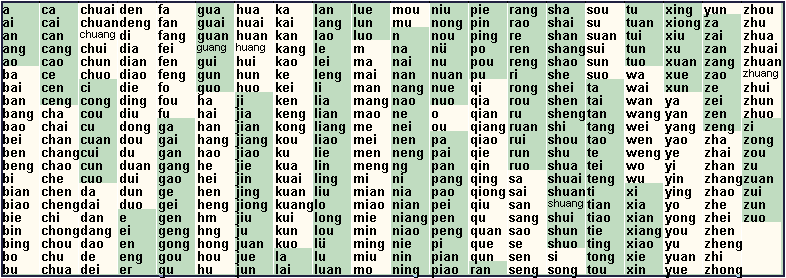 a ca chuai den fa gua hua ka lan lue mou niu pie rang sha sou tu xing yun zhou
ai cai chuan deng fan guai huai kai lang lun mu nong pin rao shai su tuan xiong za zhu
an can chuang di fang guan huan kan lao luo n nou ping re shan suan tui xiu zai zhua
ang cang chui dia fei guang huang kang le m na nü po ren shang sui tun xu zan zhuai
ao cao chun dian fen gui hui kao lei ma nai nu pou reng shao sun tuo xuan zang zhuan
ba ce chuo diao feng gun hun ke leng mai nan nuan pu ri she suo wa xue zao zhuang
bai cen ci die fo guo huo kei li man nang nue qi rong shei ta wai xun ze zhui
ban ceng cong ding fou ha ji ken lia mang nao nuo qia rou shen tai wan ya zei zhun
bang cha cou diu fu hai jia keng lian mao ne o qian ru sheng tan wang yan zen zhuo
bao chai cu dong ga han jian kong liang me nei ou qiang ruan shi tang wei yang zeng zi
bei chan cuan dou gai hang jiang kou liao mei nen pa qiao rui shou tao wen yao zha zong
ben chang cui du gan hao jiao ku lie men neng pai qie run shu te weng ye zhai zou
beng chao cun duan gang he jie kua lin meng ng pan qin ruo shua tei wo yi zhan zu
bi che cuo dui gao hei jin kuai ling mi ni pang qing sa shuai teng wu yin zhang zuan
bian chen da dun ge hen jing kuan liu mian nia pao qiong sai shuan ti xi ying zhao zui
biao cheng dai duo gei heng jiong kuang lo miao nian pei qiu san shuang tian xia yo zhe zun
bie chi dan e gen hm jiu kui long mie niang pen qu sang shui tiao xian yong zhei zuo
bin chong dang ei geng hng ju kun lou min niao peng quan sao shun tie xiang you zhen
bing chou dao en gong hong juan kuo lü ming nie pi que se shuo ting xiao yu zheng
bo chu de eng gou hou jue la lu miu nin pian qun sen si tong xie yuan zhi
bu chua dei er gu hu jun lai luan mo ning piao ran seng song tou xin yue zhong